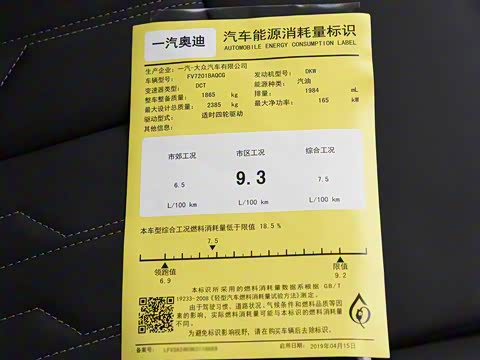 一汽奥迪
汽车能源消耗量标识
AUTOMOBILE ENERGY CONSUMPTION LABEL
生产企业：一汽-大众汽车有限公司
车辆型号： FV7201BAQCG 发动机型号： DKW
变速器类型： DCT 能源种类： 汽油
整车整备质量： 1865 kg 排量： 1984 mL
最大设计总质量： 2385 kg 最大净功率： 165 kW
驱动型式： 适时四轮驱动
其他信息：
市郊工况 市区工况 综合工况
6.5 9.3 7.5
L/100 km L/100 km L/100 km
本车型综合工况燃料消耗量低于限值 18.5 %
7.5
领跑值 限值
6.9 9.2
本标识所采用的燃料消耗量数据系根据 GB/T
19233-2008《轻型汽车燃料消耗量试验方法》测定。
由于驾驶习惯、道路状况、气候条件和燃料品质等因
素的影响，实际燃料消耗量可能与本标识的燃料消耗量
不同。
为避免标识影响视野，请在购买车辆后去除标识。
备案号：
启用日期： 2019年04月15日